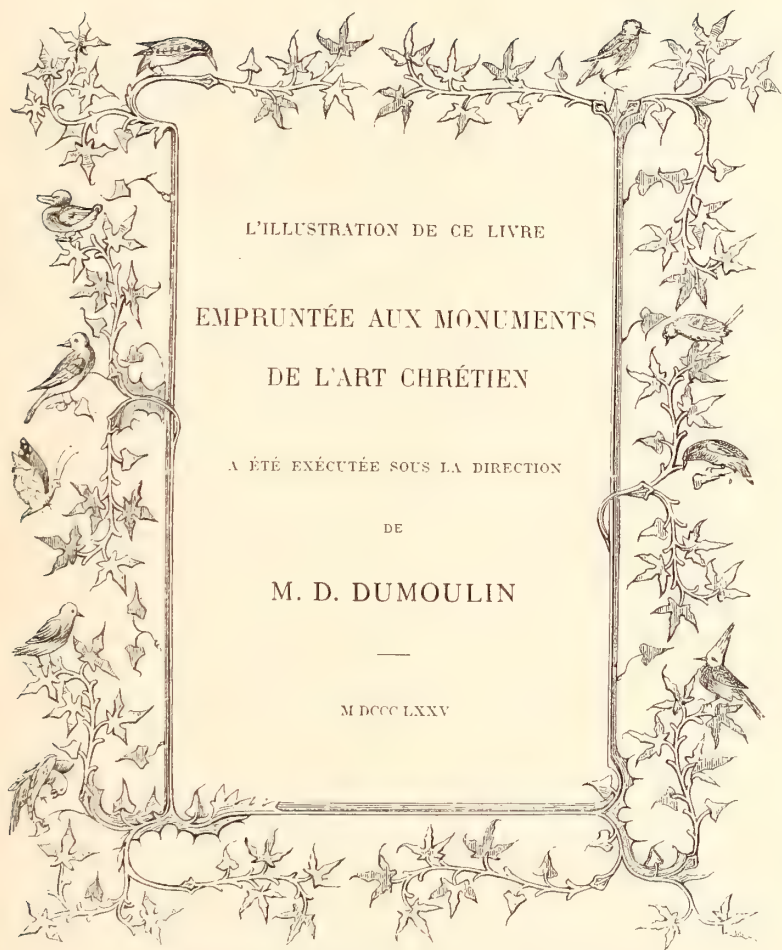 L'ILLUSTRATION DE CE LIVRE
EMPRUNTÉE AUX MONUMENTS
DE L'ART CHRÉTIEN
A ÉTÉ EXÉCUTÉE SOUS LA DIRECTION
DE
M. D. DUMOULIN
M DCCC LXXV